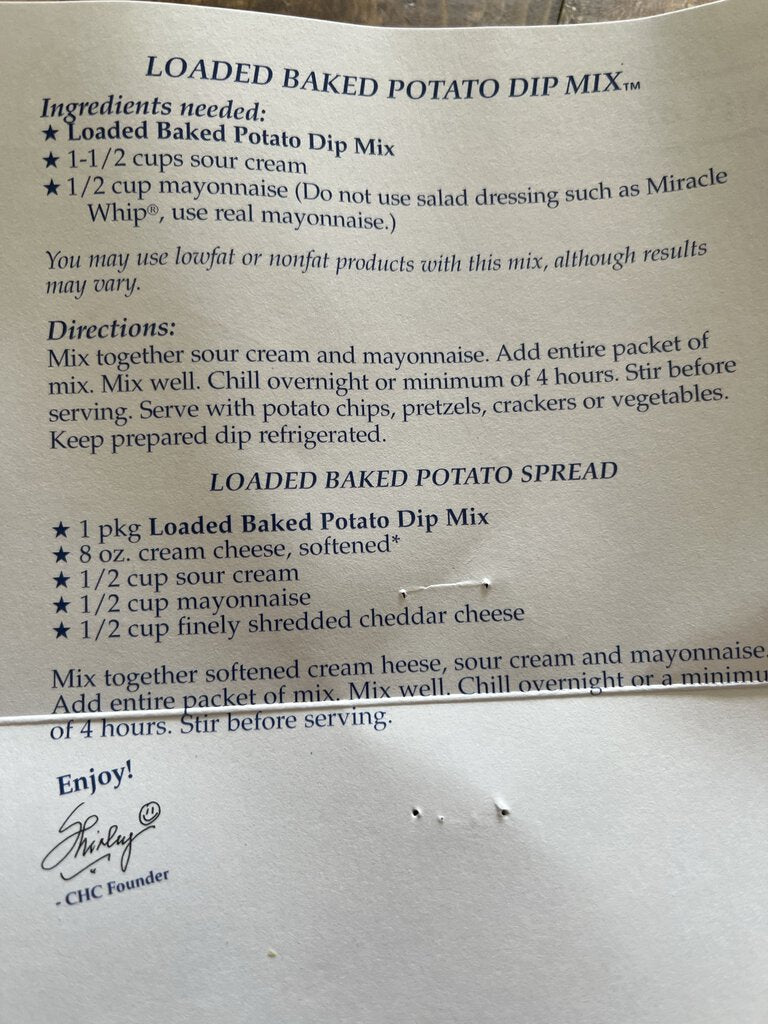 LOADED BAKED POTATO DIP MIX™
Ingredients needed:
★ Loaded Baked Potato Dip Mix
★ 1-1/2 cups sour cream
★ 1/2 cup mayonnaise (Do not use salad dressing such as Miracle
Whip®, use real mayonnaise.)
You may use lowfat or nonfat products with this mix, although results
may vary.
Directions:
Mix together sour cream and mayonnaise. Add entire packet of
mix. Mix well. Chill overnight or minimum of 4 hours. Stir before
serving. Serve with potato chips, pretzels, crackers or vegetables.
Keep prepared dip refrigerated.
LOADED BAKED POTATO SPREAD
★ 1 pkg Loaded Baked Potato Dip Mix
★ 8 oz. cream cheese, softened*
★ 1/2 cup sour cream
★ 1/2 cup mayonnaise
★ 1/2 cup finely shredded cheddar cheese
Mix together softened cream heese, sour cream and mayonnaise.
Add entire packet of mix. Mix well. Chill overnight or a minimu
of 4 hours. Stir before serving.
Enjoy!
Shirley
- CHC Founder